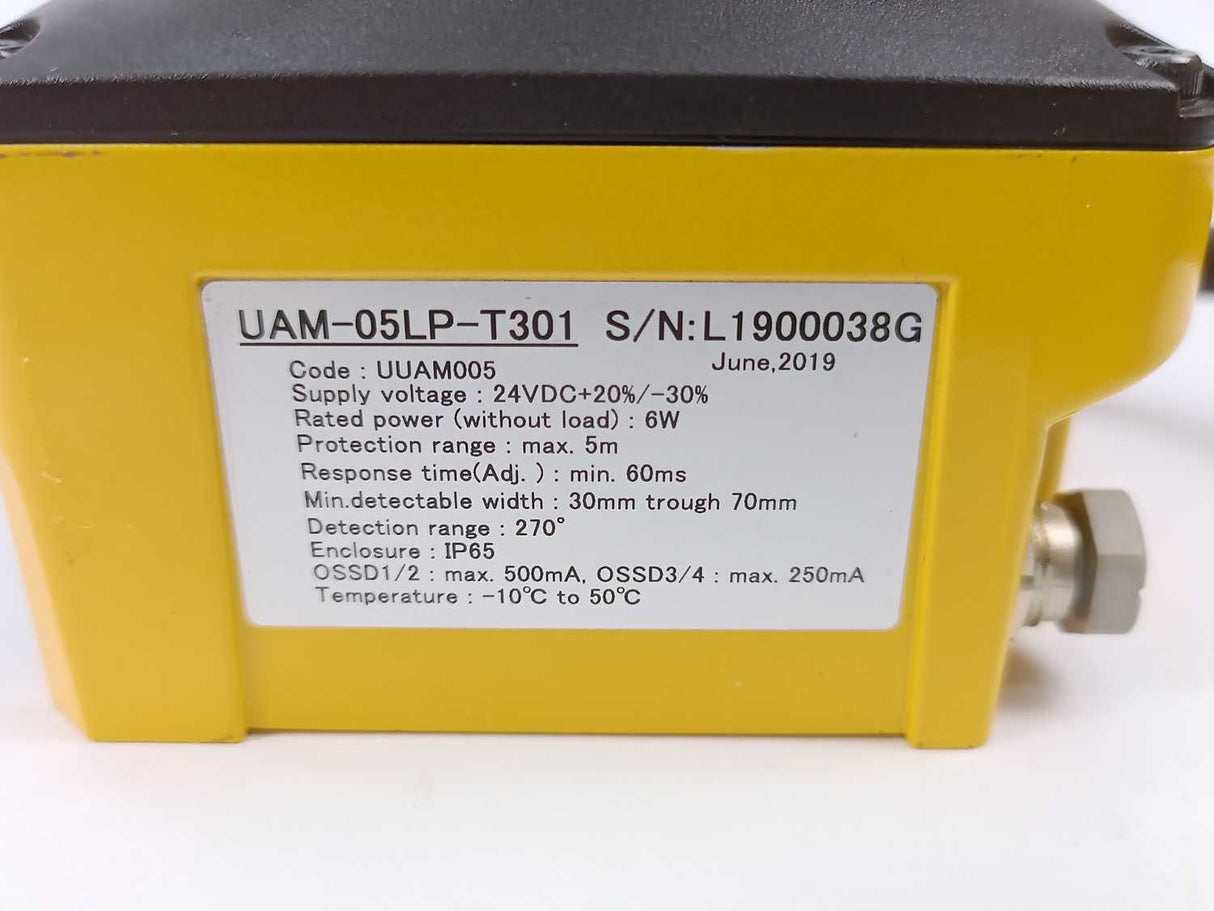 UAM-05LP-T301 S/N:L1900038G
Code : UUAM005 June,2019
Supply voltage : 24VDC+20%/-30%
Rated power (without load) : 6W
Protection range : max. 5m
Response time(Adj. ) : min. 60ms
Min.detectable width : 30mm trough 70mm
Detection range : 270°
Enclosure : IP65
OSSD1/2 : max. 500mA, OSSD3/4 : max. 250mA
Temperature : -10℃ to 50℃